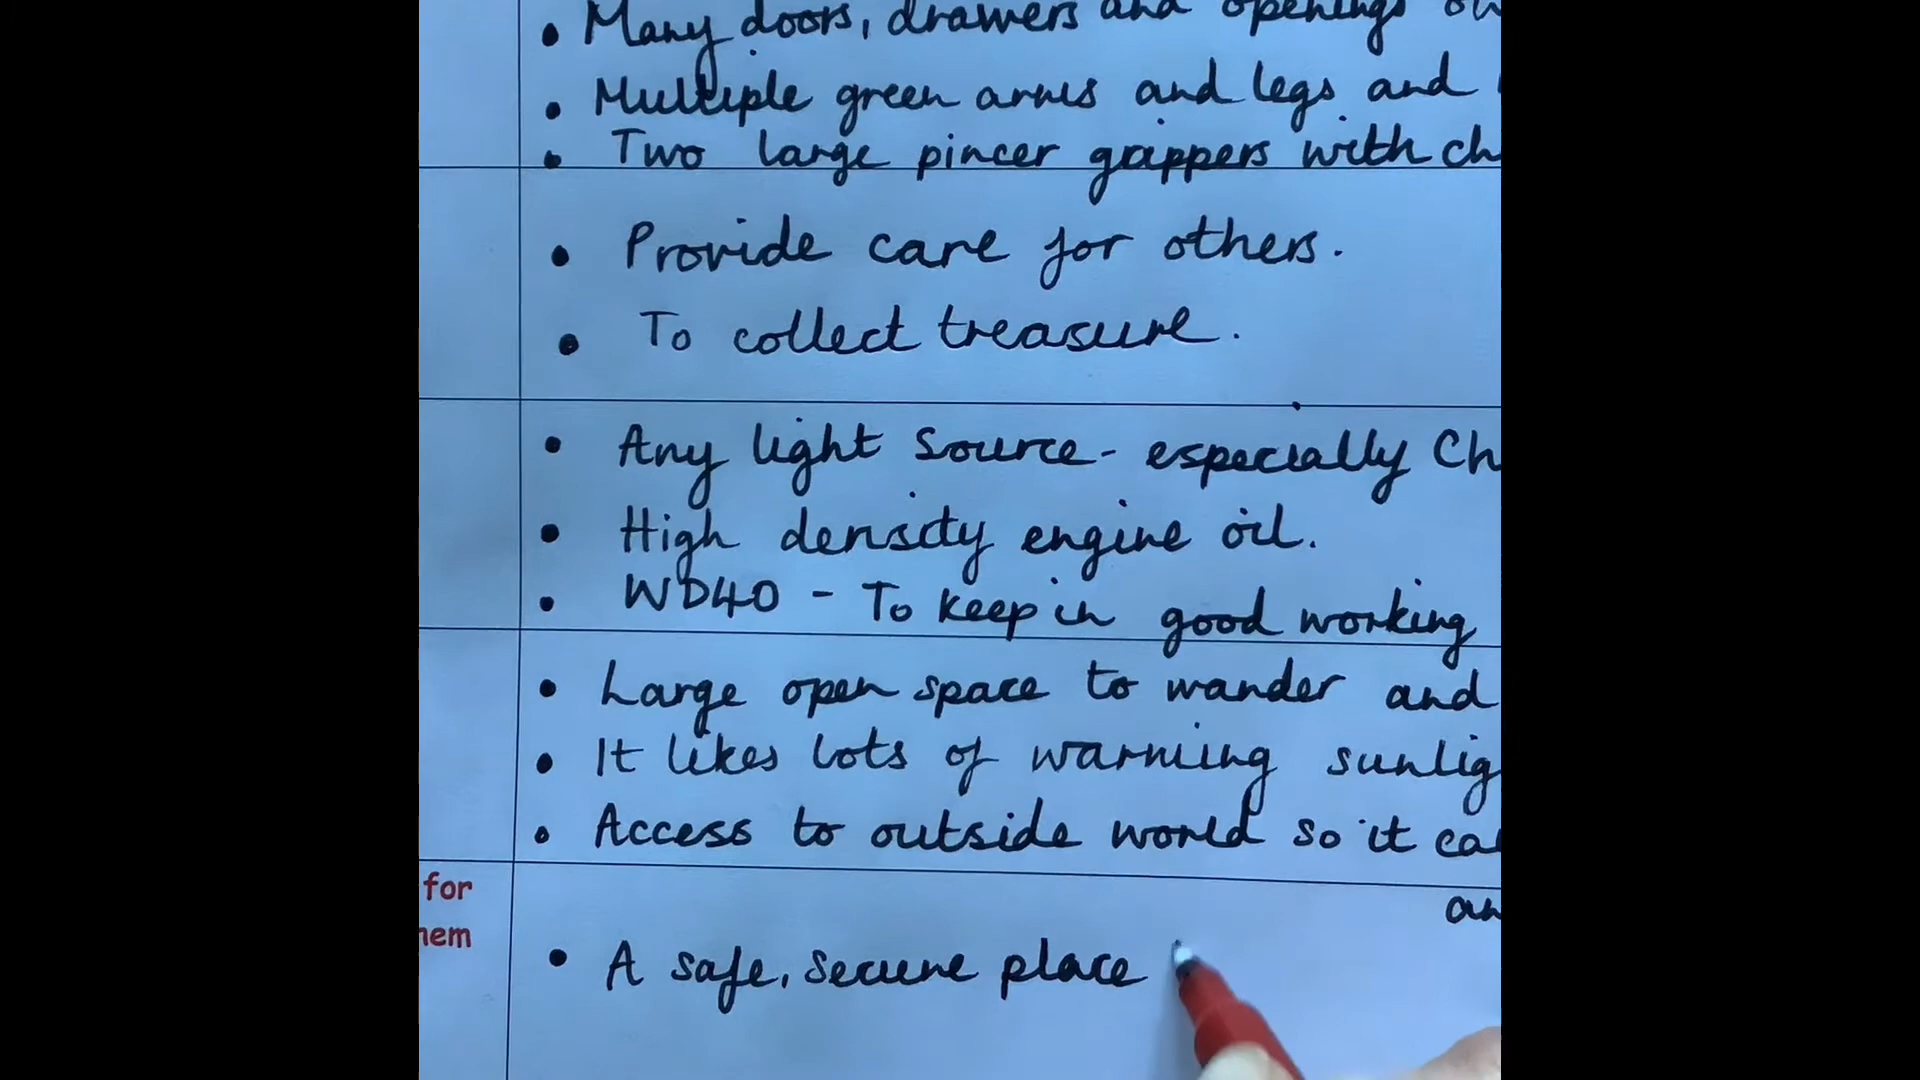 • Many doors, drawers and openings
• Multiple green arms and legs and
• Two large pincer grippers with
• Provide care for others.
• To collect treasure.
• Any light source - especially
• High density engine oil.
• WD40 - To keep in good working
• Large open space to wander and
• It likes lots of warming
• Access to outside world so it
for
• A safe, secure place